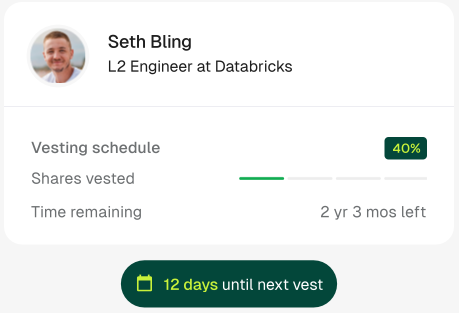 Seth Bling
L2 Engineer at Databricks
Vesting schedule 40%
Shares vested
Time remaining 2 yr 3 mos left
12 days until next vest